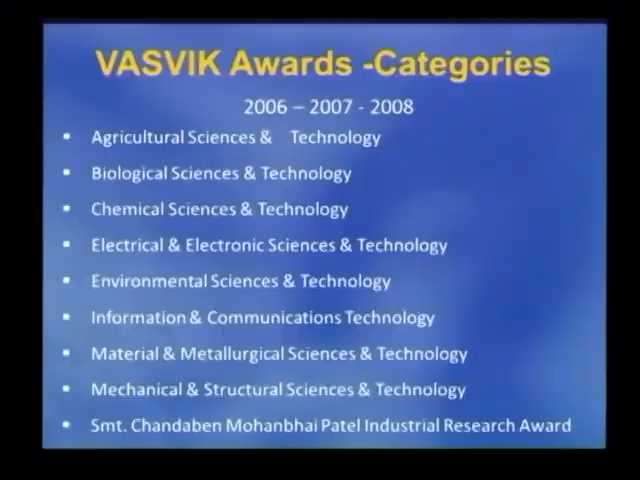 VASVIK Awards -Categories
2006 – 2007 - 2008
• Agricultural Sciences & Technology
• Biological Sciences & Technology
• Chemical Sciences & Technology
• Electrical & Electronic Sciences & Technology
• Environmental Sciences & Technology
• Information & Communications Technology
• Material & Metallurgical Sciences & Technology
• Mechanical & Structural Sciences & Technology
• Smt. Chandaben Mohanbhai Patel Industrial Research Award